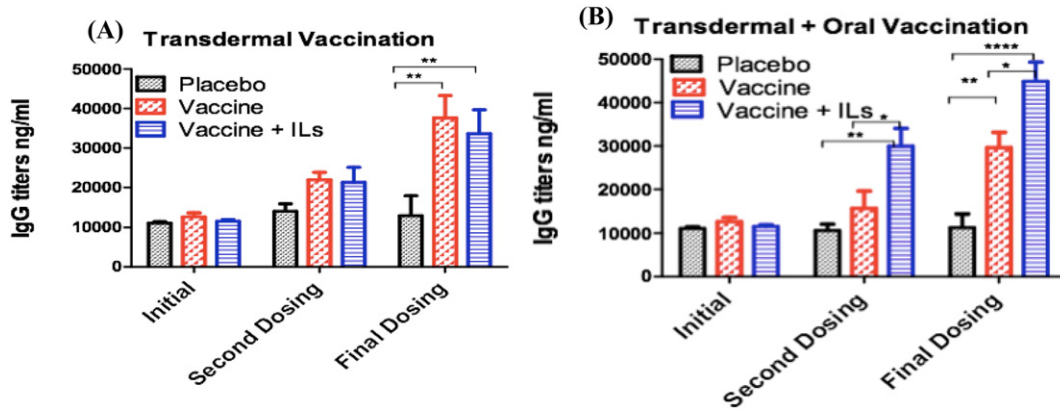 (A)
Transdermal Vaccination
IgG titers ng/ml
50000
40000
30000
20000
10000
0
Placebo
Vaccine
Vaccine + ILs
**
**
Initial
Second Dosing
Final Dosing
(B)
Transdermal + Oral Vaccination
IgG titers ng/ml
50000
40000
30000
20000
10000
0
Placebo
Vaccine
Vaccine + ILs
*
**
****
*
**
Initial
Second Dosing
Final Dosing